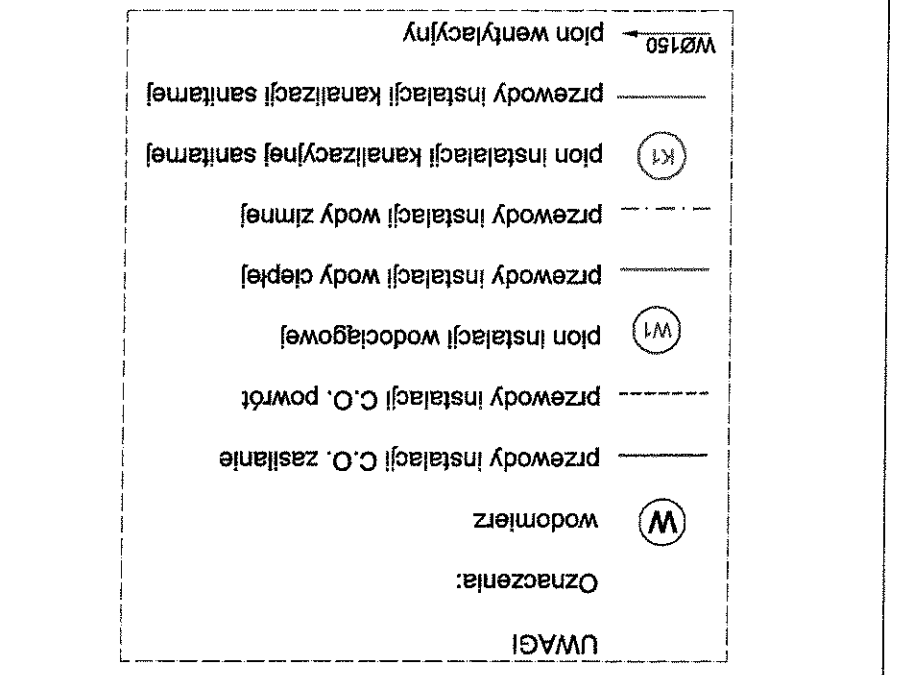 UWAGI
Oznaczenia:
W wodomierz
przewody instalacji C.O. zasilanie
przewody instalacji C.O. powrót
W1 pion instalacji wodociągowej
przewody instalacji wody ciepłej
przewody instalacji wody zimnej
K1 pion instalacji kanalizacyjnej sanitarnej
przewody instalacji kanalizacji sanitarnej
WØ150 pion wentylacyjny